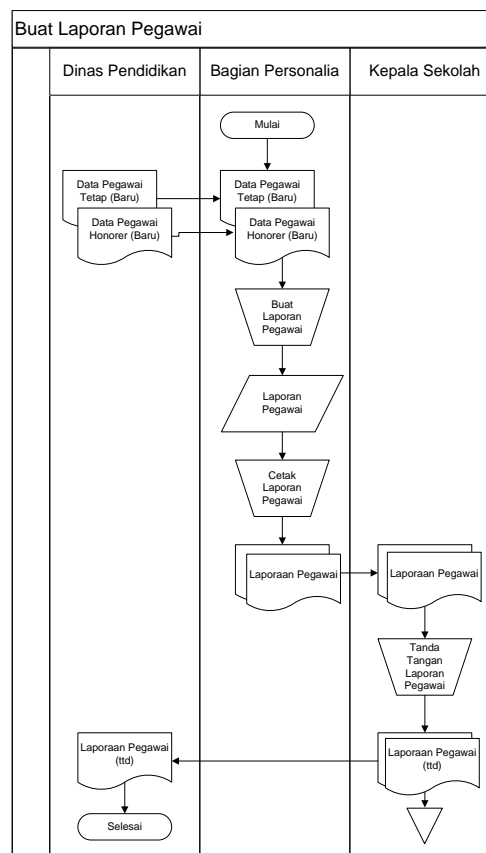 Buat Laporan Pegawai
Dinas Pendidikan
Bagian Personalia
Kepala Sekolah
Mulai
Data Pegawai
Tetap (Baru)
Data Pegawai
Honorer (Baru)
Data Pegawai
Tetap (Baru)
Data Pegawai
Honorer (Baru)
Buat
Laporan
Pegawai
Laporan
Pegawai
Cetak
Laporan
Pegawai
Laporaan Pegawai
Laporaan Pegawai
Tanda
Tangan
Laporan
Pegawai
Laporaan Pegawai
(ttd)
Laporaan Pegawai
(ttd)
Selesai